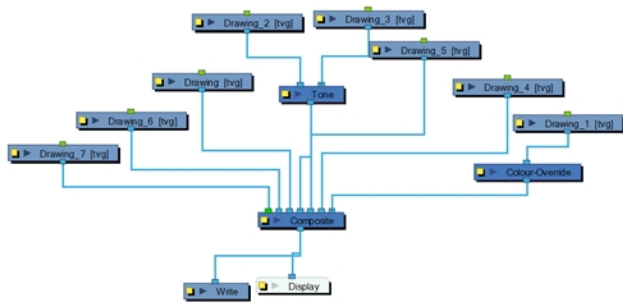 Drawing_2 [tvg]
Drawing_3 [tvg]
Drawing_5 [tvg]
Drawing [tvg]
Tone
Drawing_4 [tvg]
Drawing_6 [tvg]
Drawing_1 [tvg]
Drawing_7 [tvg]
Colour-Override
Composite
Write
Display